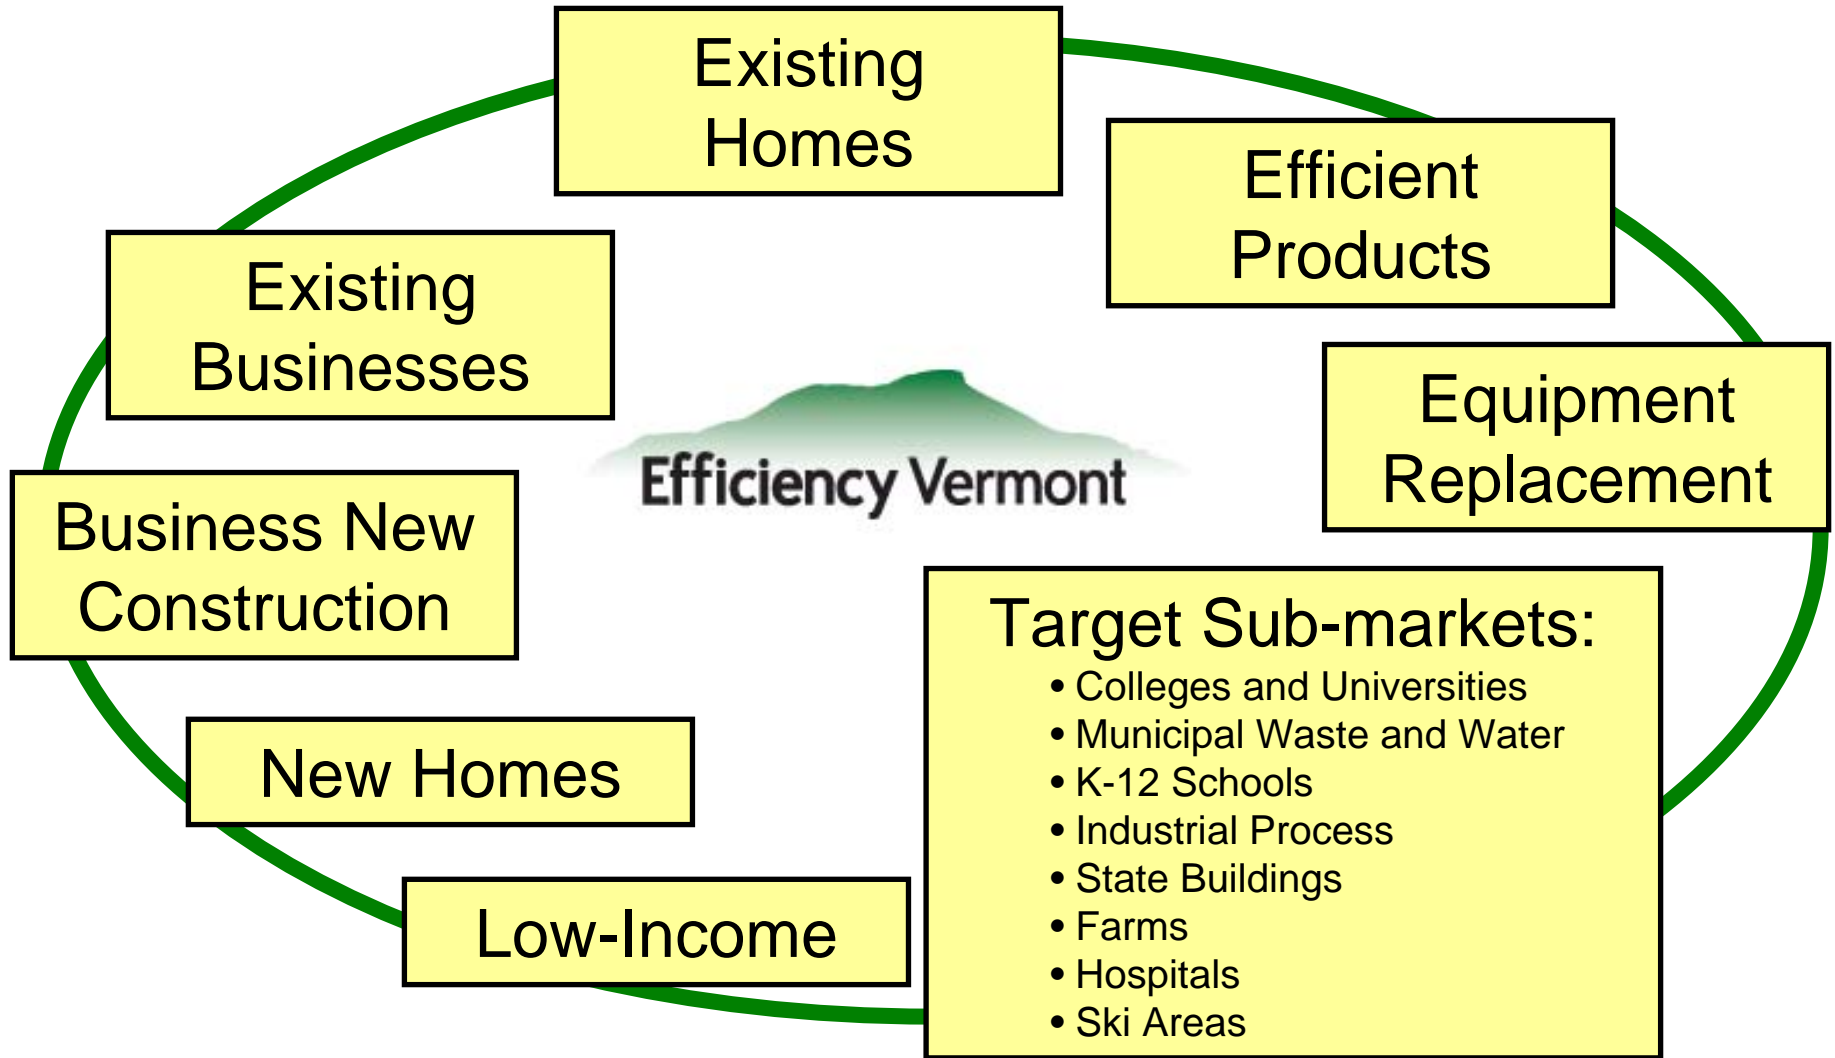 Existing
Homes
Efficient
Products
Existing
Businesses
Equipment
Replacement
Efficiency Vermont
Business New
Construction
Target Sub-markets:
• Colleges and Universities
• Municipal Waste and Water
• K-12 Schools
• Industrial Process
• State Buildings
• Farms
• Hospitals
• Ski Areas
New Homes
Low-Income